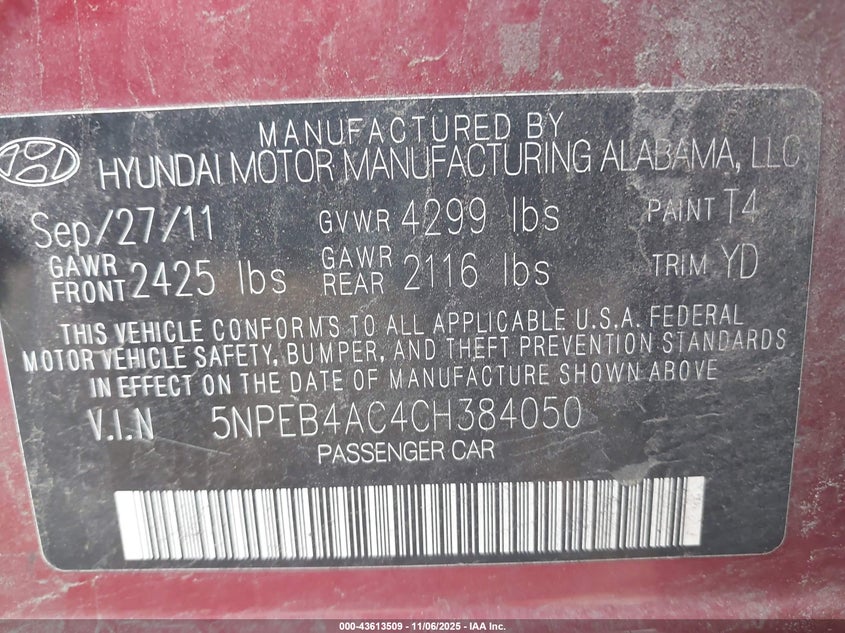 MANUFACTURED BY
HYUNDAI MOTOR MANUFACTURING ALABAMA, LLC
Sep/27/11 GVWR 4299 lbs PAINT T4
GAWR FRONT 2425 lbs GAWR REAR 2116 lbs TRIM YD
THIS VEHICLE CONFORMS TO ALL APPLICABLE U.S.A. FEDERAL
MOTOR VEHICLE SAFETY, BUMPER, AND THEFT PREVENTION STANDARDS
IN EFFECT ON THE DATE OF MANUFACTURE SHOWN ABOVE
V.I.N 5NPEB4AC4CH384050
PASSENGER CAR
000-43613509 - 11/06/2025 - IAA Inc.